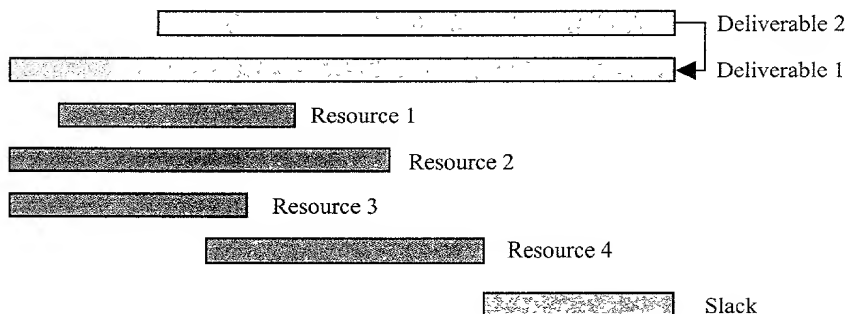 Deliverable 2
Deliverable 1
Resource 1
Resource 2
Resource 3
Resource 4
Slack